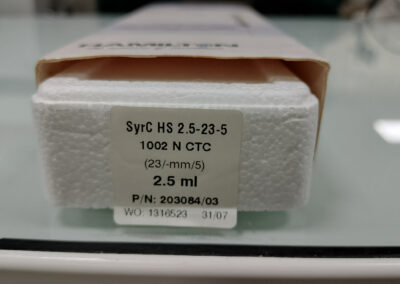 HAMILTON
SyrC HS 2.5-23-5
1002 N CTC
(23/-mm/5)
2.5 ml
P/N: 203084/03
WO: 1316523 31/07